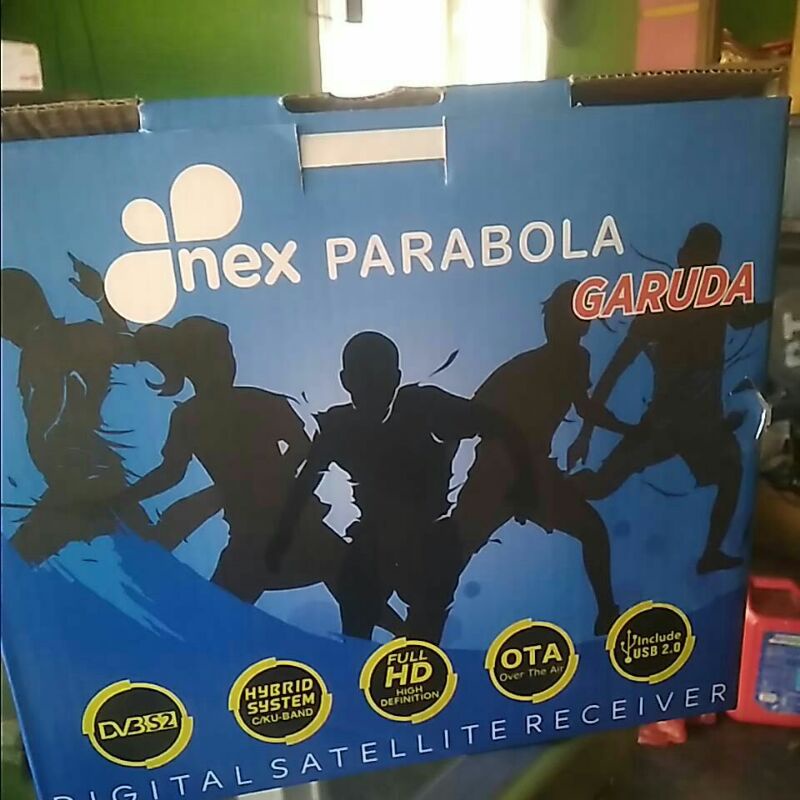 nex PARABOLA
GARUDA
DVB-S2
HYBRID
SYSTEM
C/KU-BAND
FULL
HD
HIGH
DEFINITION
OTA
Over The Air
Include
USB 2.0
DIGITAL SATELLITE RECEIVER